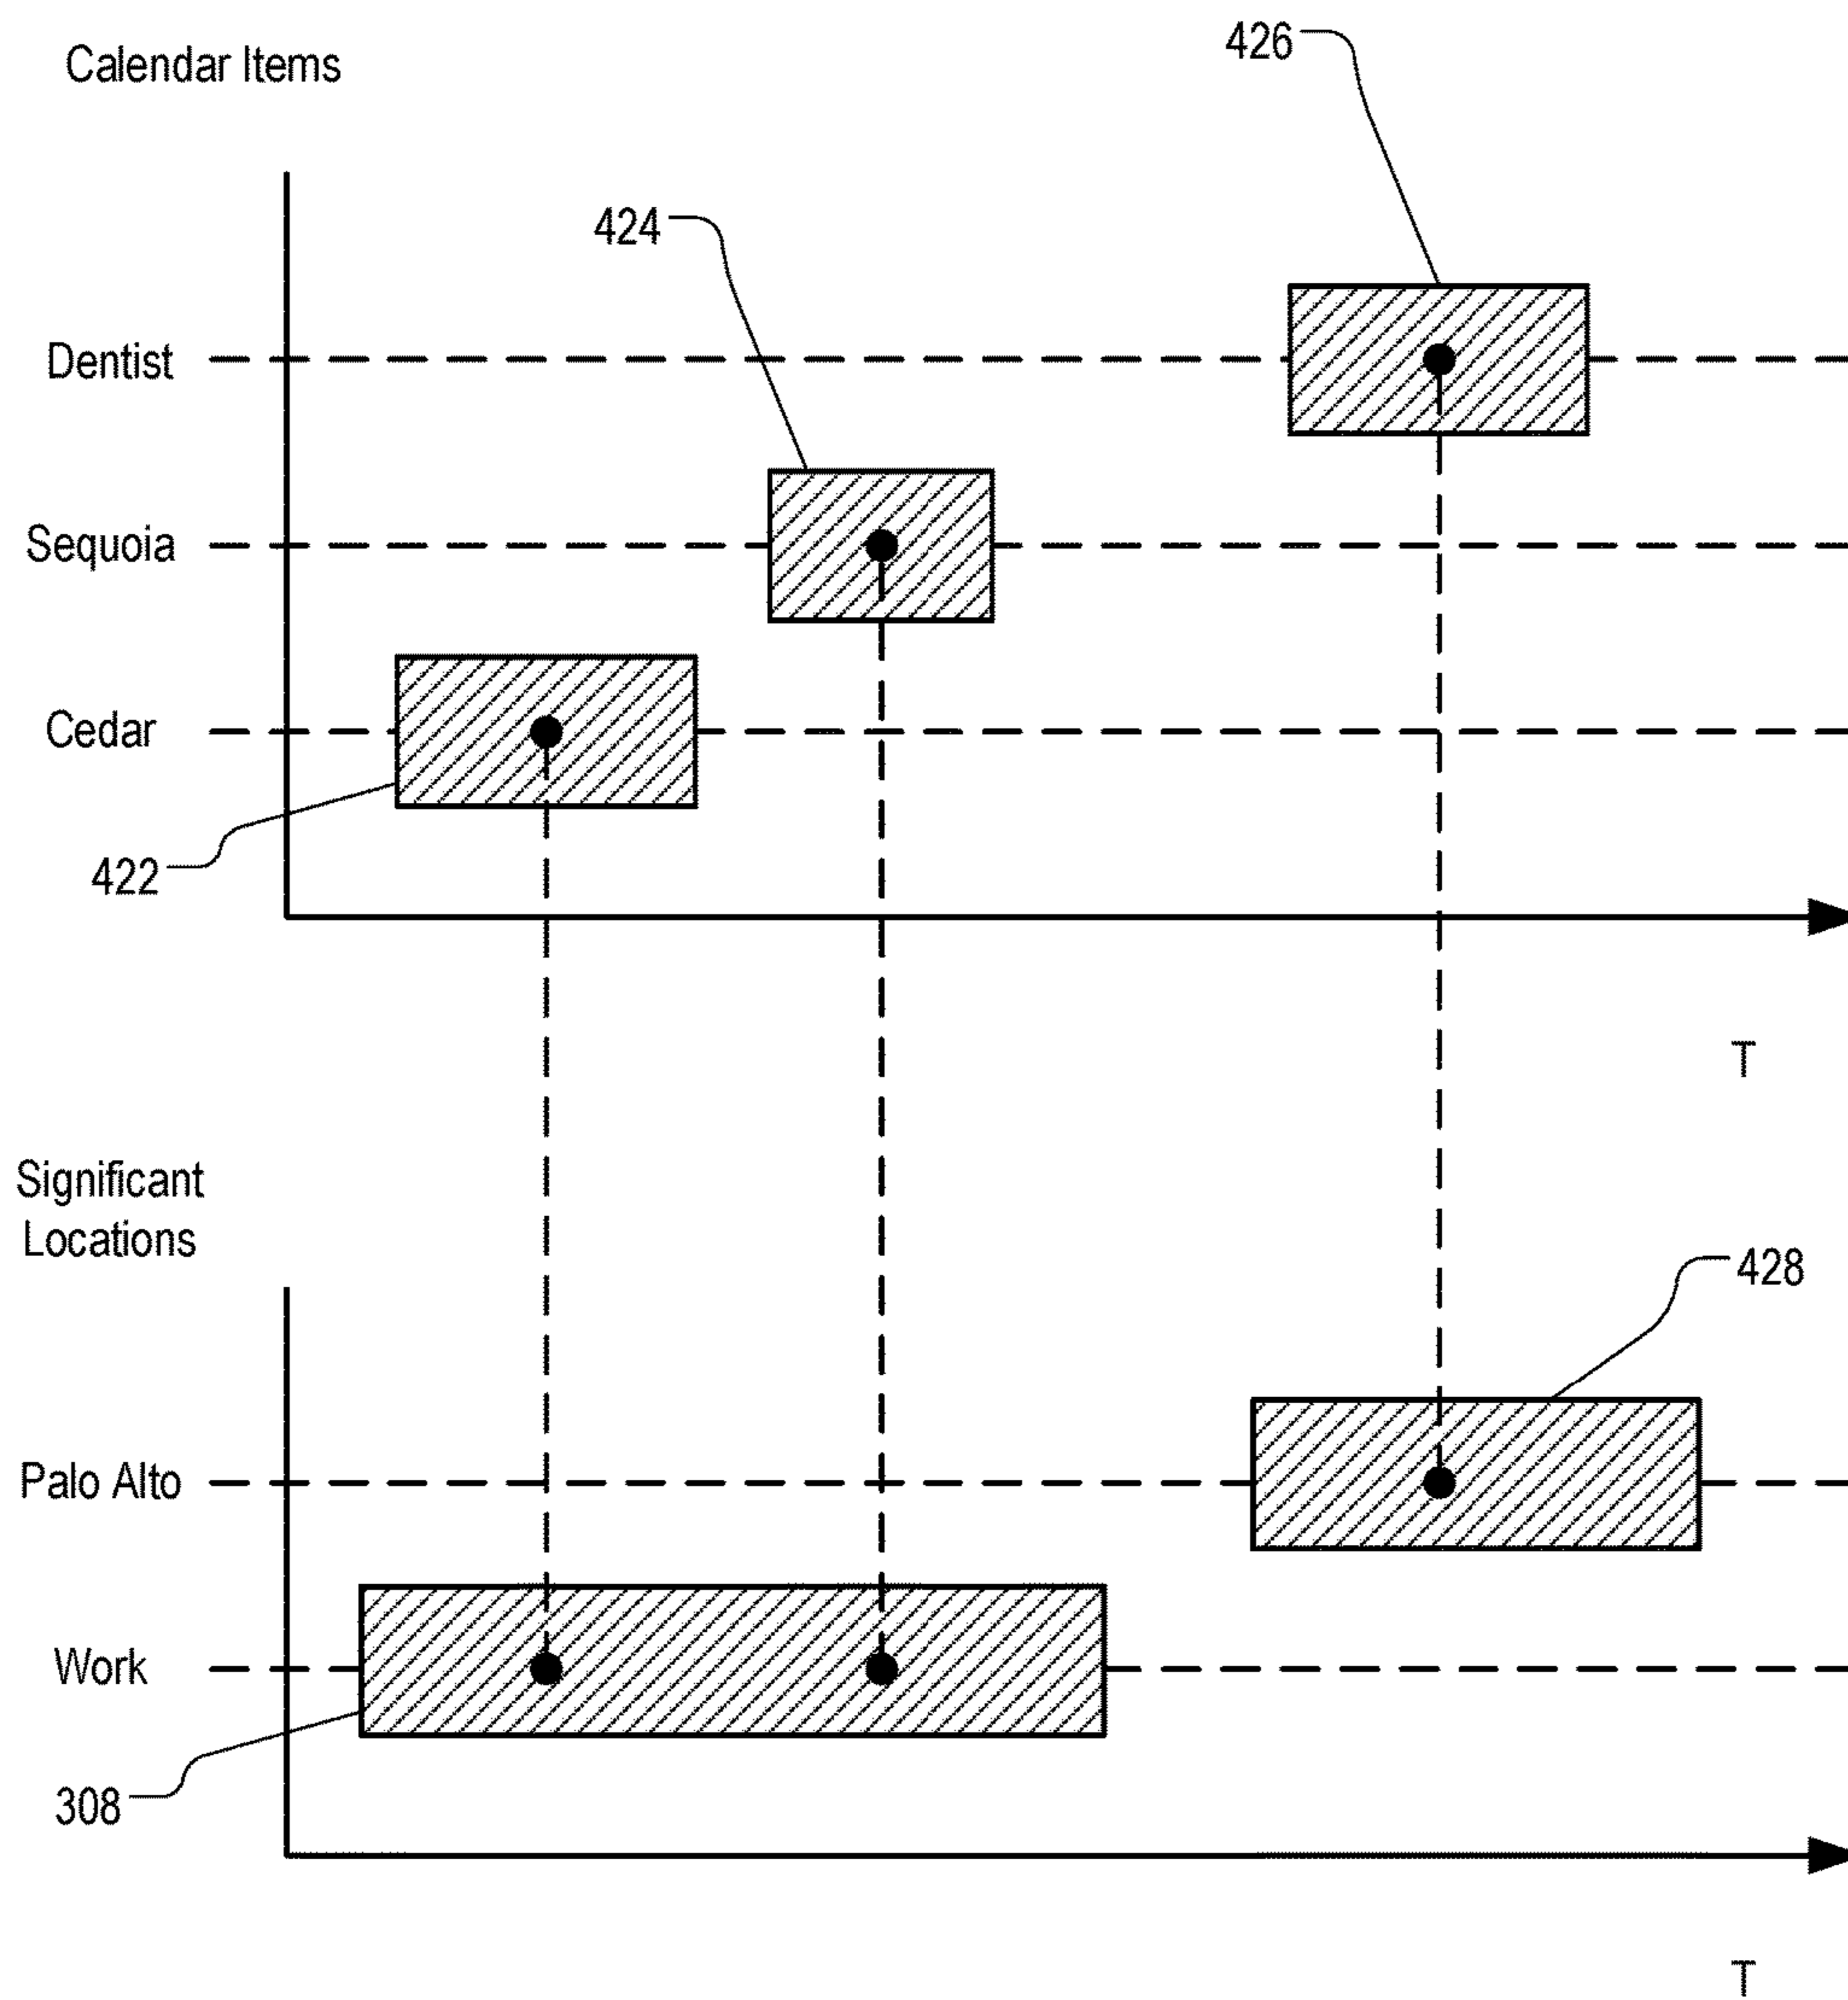 Calendar Items
426
424
Dentist
Sequoia
Cedar
422
T
Significant
Locations
428
Palo Alto
Work
308
T